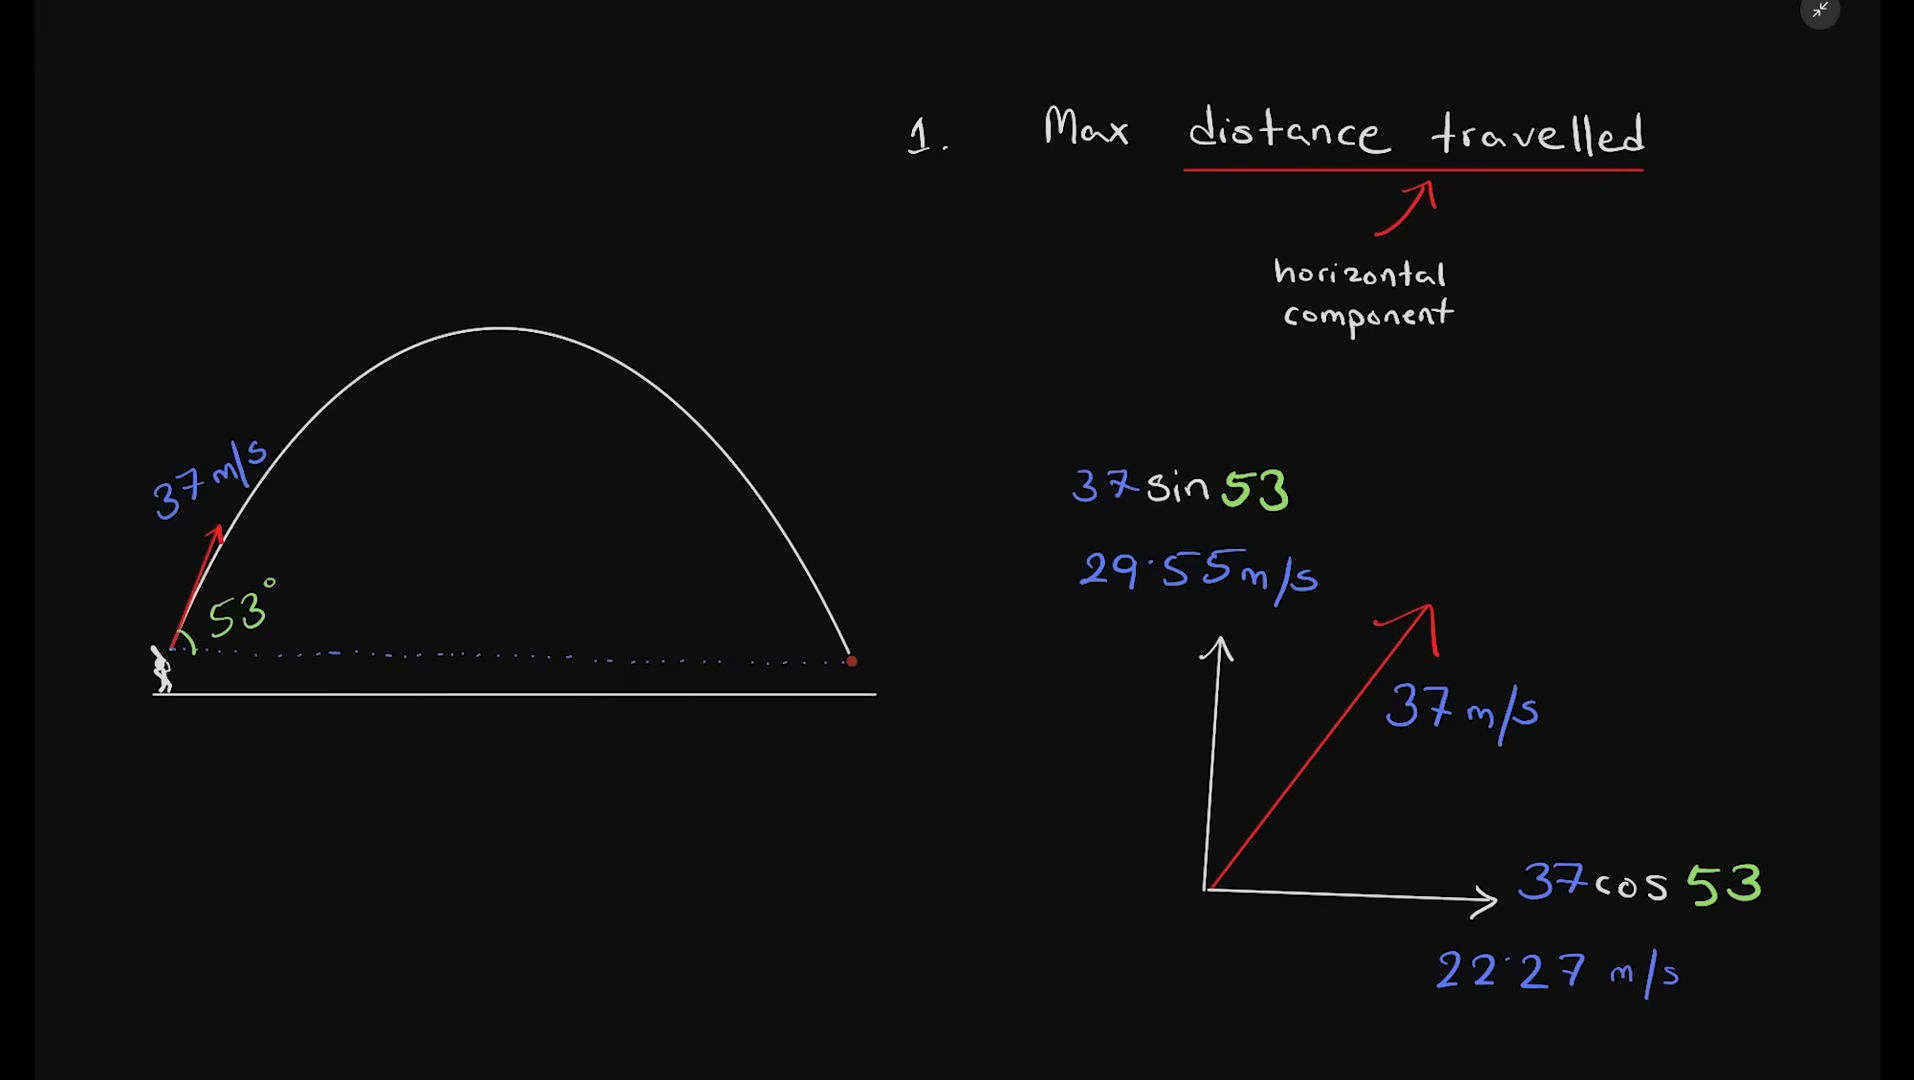 1. Max distance travelled
horizontal
component
37 m/s
53°
37 sin 53
29.55 m/s
37 m/s
37 cos 53
22.27 m/s